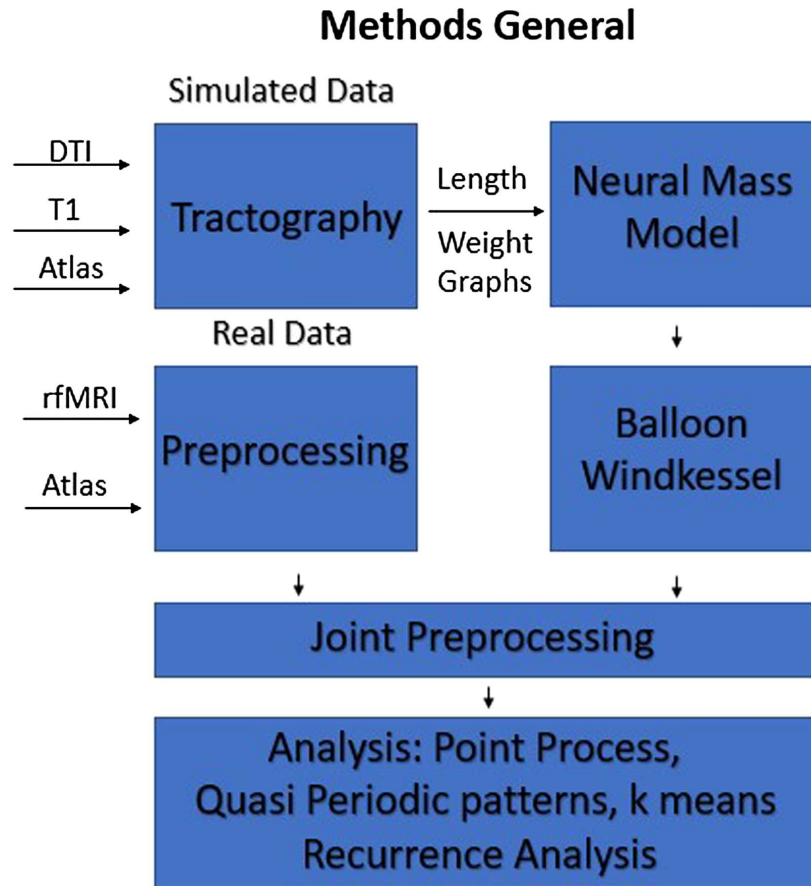 Methods General
Simulated Data
DTI
T1
Atlas
Tractography
Length
Weight
Graphs
Neural Mass
Model
Real Data
rfMRI
Atlas
Preprocessing
Balloon
Windkessel
Joint Preprocessing
Analysis: Point Process,
Quasi Periodic patterns, k means
Recurrence Analysis